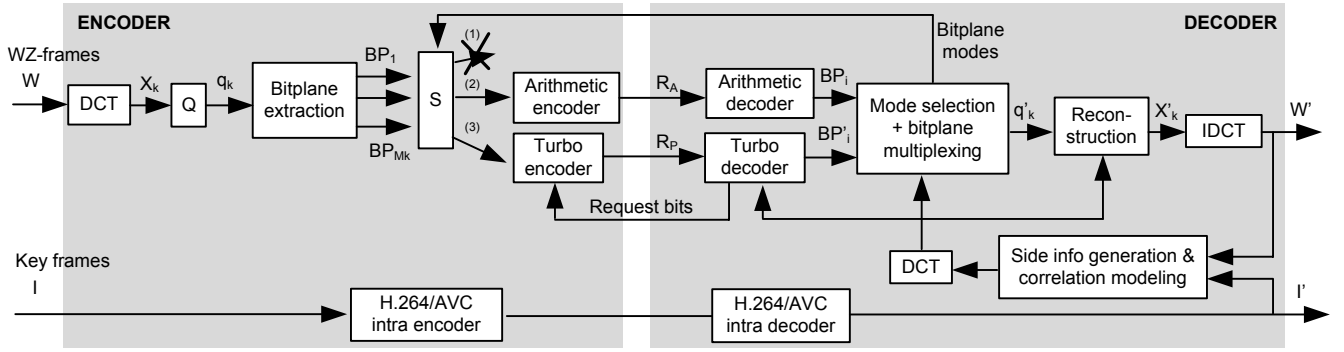 ENCODER
DECODER
WZ-frames
W
DCT
X_k
Q
q_k
Bitplane
extraction
BP_1
BP_Mk
S
(1)
(2)
(3)
Arithmetic
encoder
Turbo
encoder
R_A
R_P
Arithmetic
decoder
Turbo
decoder
BP_i
BP'_i
Bitplane
modes
Mode selection
+ bitplane
multiplexing
q'_k
Recon-
struction
X'_k
IDCT
W'
Request bits
DCT
Side info generation &
correlation modeling
Key frames
I
H.264/AVC
intra encoder
H.264/AVC
intra decoder
I'